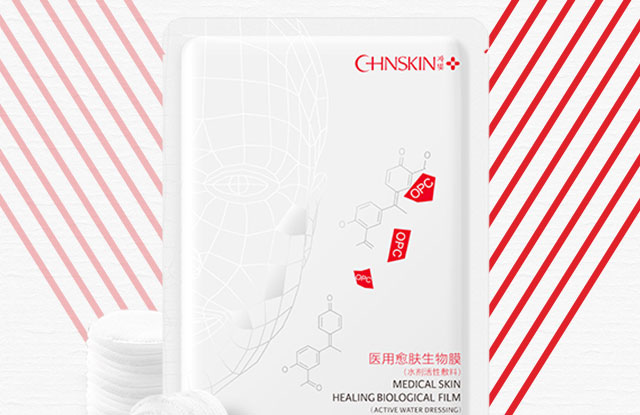 CHNSKIN
OPC
OPC
OPC
医用愈肤生物膜
(水剂活性敷料)
MEDICAL SKIN
HEALING BIOLOGICAL FILM
(ACTIVE WATER DRESSING)